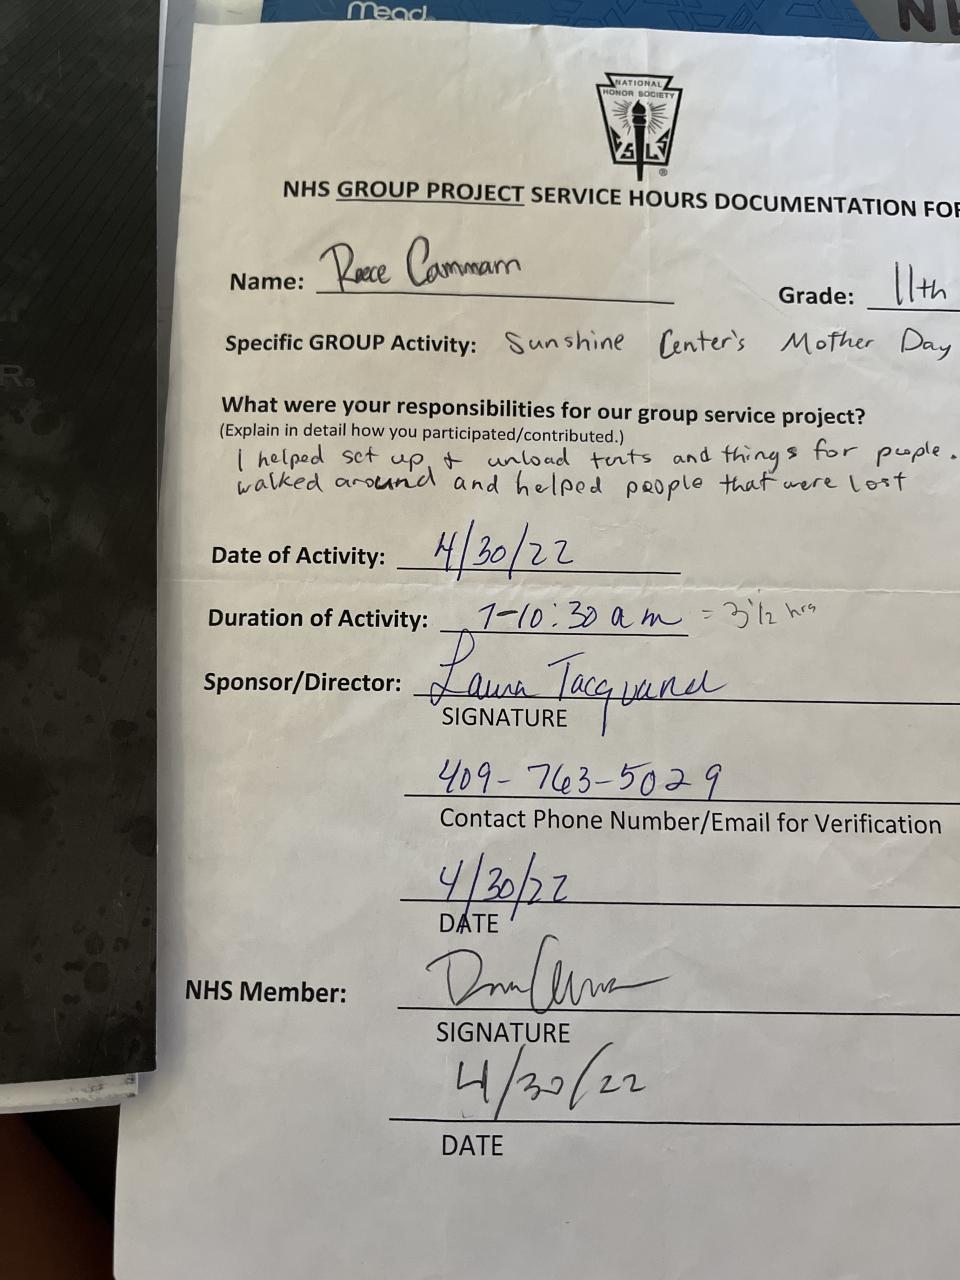 Mead
NATIONAL
HONOR SOCIETY
S L S
®
NHS GROUP PROJECT SERVICE HOURS DOCUMENTATION FOR
Name: Reece Cammarn
Grade: 11th
Specific GROUP Activity: Sunshine Center's Mother Day
What were your responsibilities for our group service project?
(Explain in detail how you participated/contributed.)
I helped set up & unload tents and things for people.
walked around and helped people that were lost
Date of Activity: 4/30/22
Duration of Activity: 7-10:30 am = 3 1/2 hrs
Sponsor/Director: Laura Tacquard
SIGNATURE
409-763-5029
Contact Phone Number/Email for Verification
4/30/22
DATE
NHS Member:
SIGNATURE
4/30/22
DATE